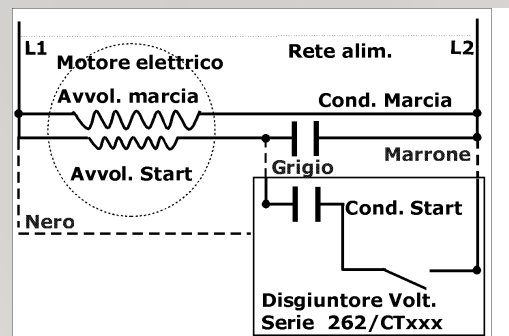 L1
Rete alim.
L2
Motore elettrico
Avvol. marcia
Cond. Marcia
Marrone
Grigio
Avvol. Start
Cond. Start
Nero
Disgiuntore Volt.
Serie 262/CTxxx